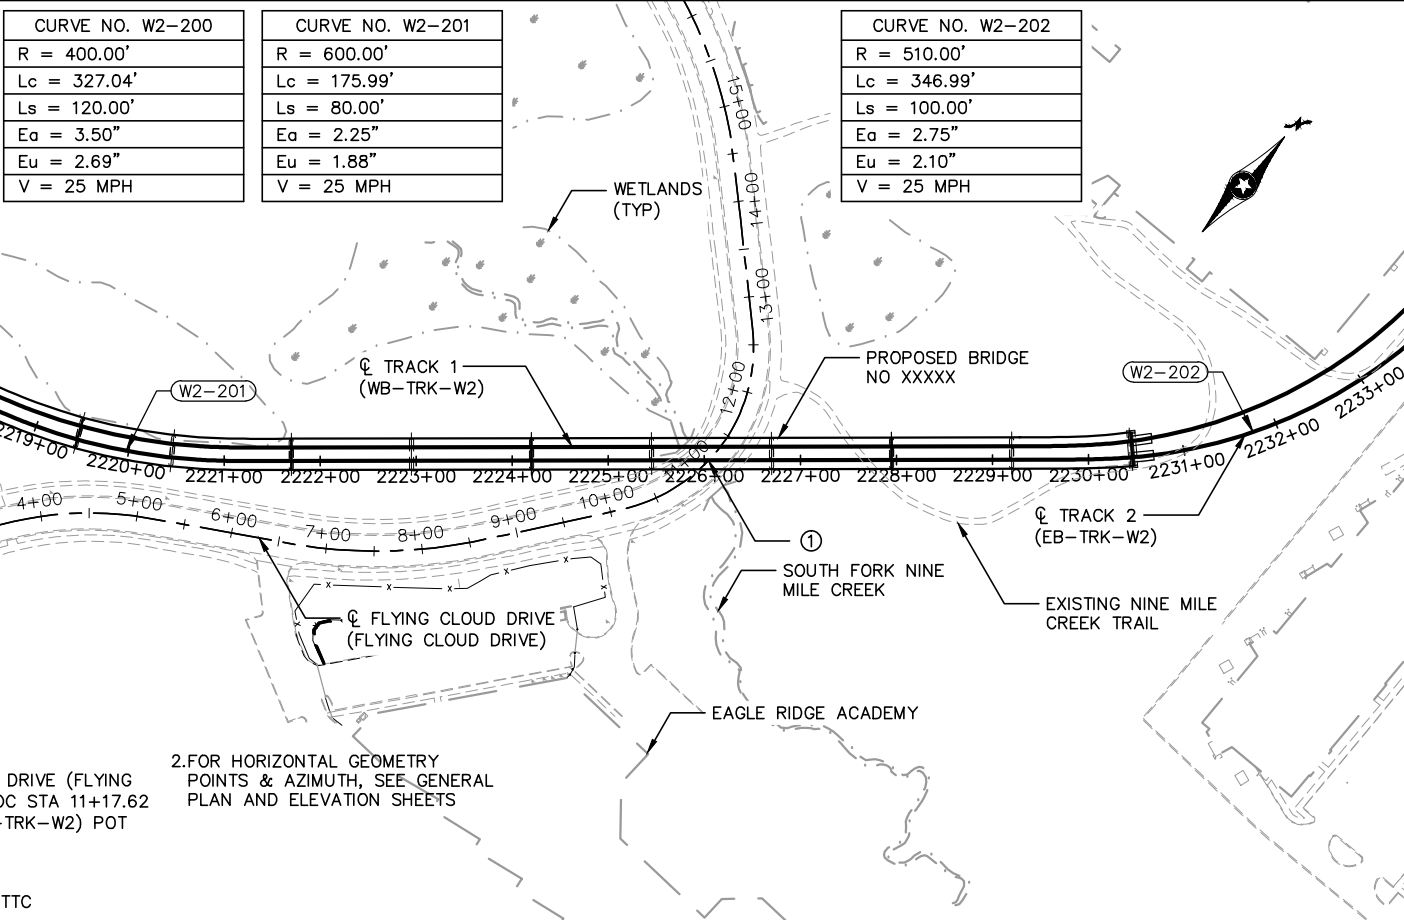 CURVE NO. W2-200
R = 400.00'
Lc = 327.04'
Ls = 120.00'
Ea = 3.50"
Eu = 2.69"
V = 25 MPH
CURVE NO. W2-201
R = 600.00'
Lc = 175.99'
Ls = 80.00'
Ea = 2.25"
Eu = 1.88"
V = 25 MPH
CURVE NO. W2-202
R = 510.00'
Lc = 346.99'
Ls = 100.00'
Ea = 2.75"
Eu = 2.10"
V = 25 MPH
15+00
14+00
13+00
12+00
WETLANDS
(TYP)
℄ TRACK 1
(WB-TRK-W2)
W2-201
PROPOSED BRIDGE
NO XXXXX
W2-202
2219+00
2220+00
2221+00
2222+00
2223+00
2224+00
2225+00
2226+00
2227+00
2228+00
2229+00
2230+00
2231+00
2232+00
2233+00
4+00
5+00
6+00
7+00
8+00
9+00
10+00
℄ TRACK 2
(EB-TRK-W2)
1
SOUTH FORK NINE
MILE CREEK
EXISTING NINE MILE
CREEK TRAIL
℄ FLYING CLOUD DRIVE
(FLYING CLOUD DRIVE)
EAGLE RIDGE ACADEMY
DRIVE (FLYING
OC STA 11+17.62
-TRK-W2) POT
2.FOR HORIZONTAL GEOMETRY
POINTS & AZIMUTH, SEE GENERAL
PLAN AND ELEVATION SHEETS
TTC